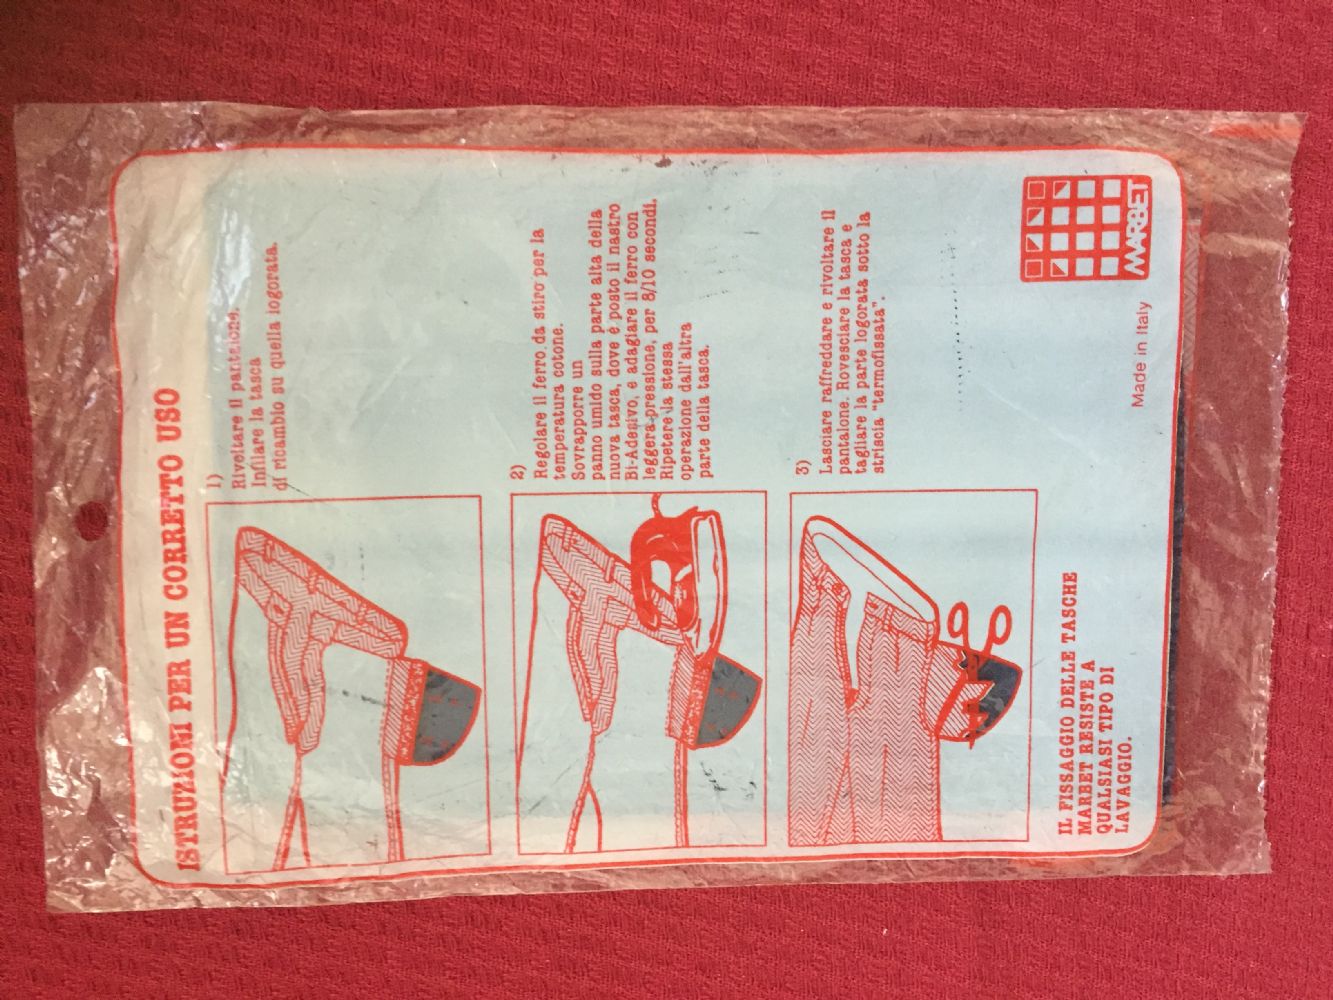 ISTRUZIONI PER UN CORRETTO USO
1)
Rivoltare il pantalone.
Infilare la tasca
di ricambio su quella logorata.
2)
Regolare il ferro da stiro per la
temperatura cotone.
Sovrapporre un
panno umido sulla parte alta della
nuova tasca, dove é posto il nastro
Bi-Adesivo, e adagiare il ferro con
leggera pressione, per 8/10 secondi.
Ripetere la stessa
operazione dall'altra
parte della tasca.
3)
Lasciare raffreddare e rivoltare il
pantalone. Rovesciare la tasca e
tagliare la parte logorata sotto la
striscia "termofissata".
IL FISSAGGIO DELLE TASCHE
MARBET RESISTE A
QUALSIASI TIPO DI
LAVAGGIO.
Made in Italy
MARBET